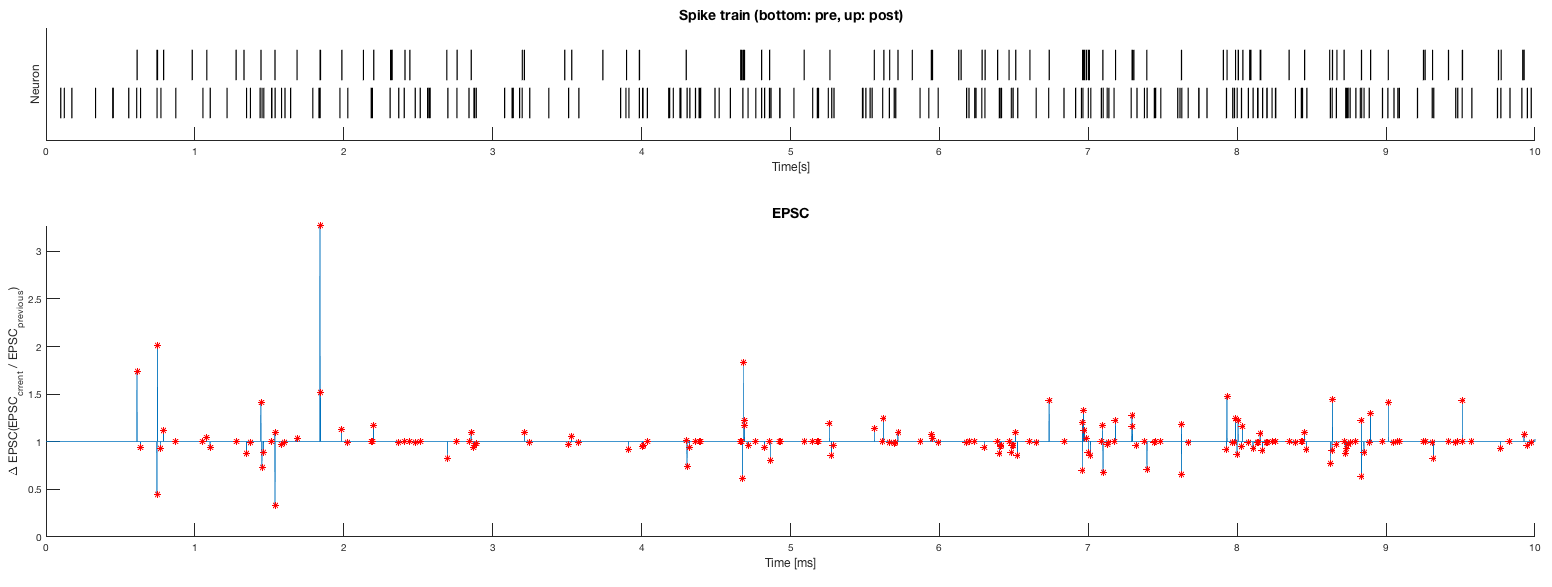 Spike train (bottom: pre, up: post)
Neuron
0 1 2 3 4 5 6 7 8 9 10
Time[s]
EPSC
Δ EPSC(EPSC_crrent / EPSC_previous)
3
2.5
2
1.5
1
0.5
0
0 1 2 3 4 5 6 7 8 9 10
Time [ms]